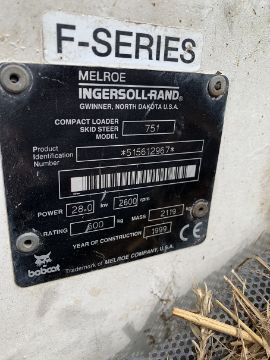 F-SERIES
MELROE
INGERSOLL-RAND
GWINNER, NORTH DAKOTA U.S.A.
COMPACT LOADER
SKID STEER
MODEL 751
Product
Identification
Number *515612967*
POWER 28.0 kw 2600 rpm
RATING 600 kg MASS 2119
YEAR OF CONSTRUCTION 1999 CE
bobcat Trademark of MELROE COMPANY, U.S.A.